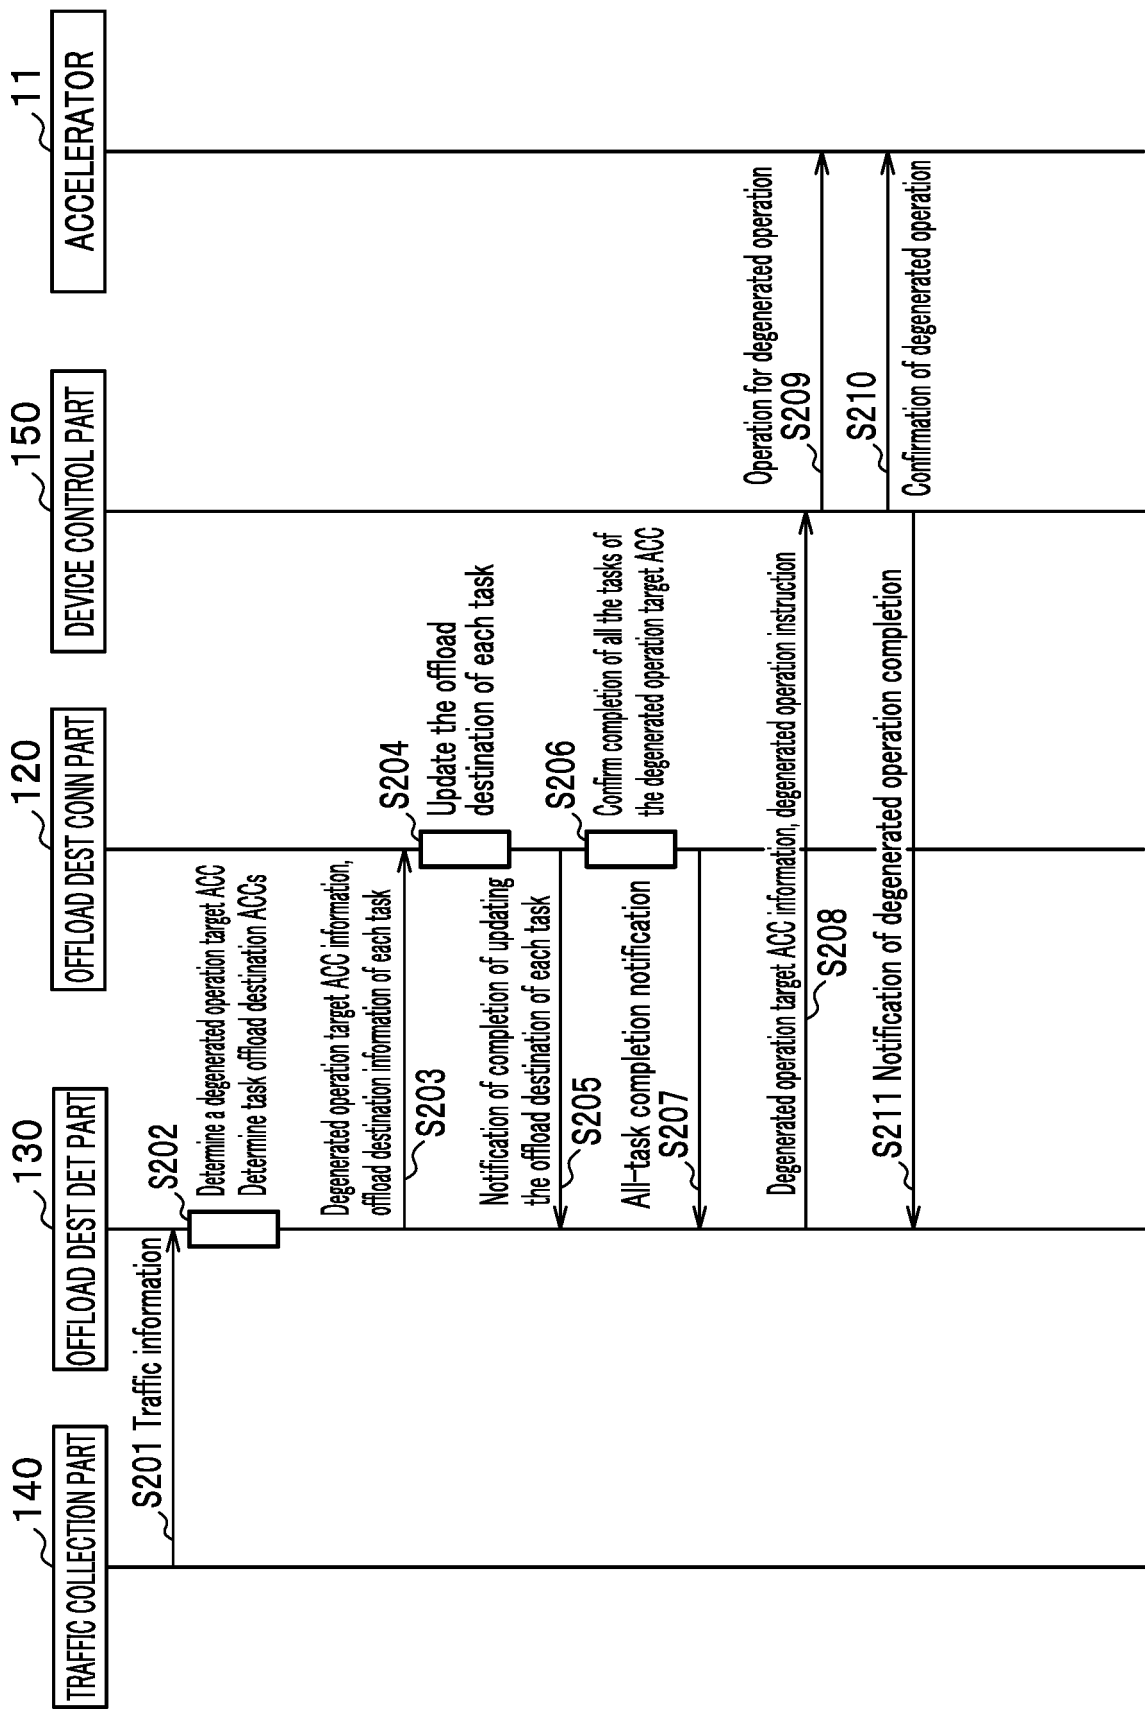 140
TRAFFIC COLLECTION PART
130
OFFLOAD DEST DET PART
120
OFFLOAD DEST CONN PART
150
DEVICE CONTROL PART
11
ACCELERATOR
S201 Traffic information
S202
Determine a degenerated operation target ACC
Determine task offload destination ACCs
Degenerated operation target ACC information,
offload destination information of each task
S203
S204
Update the offload
destination of each task
Notification of completion of updating
the offload destination of each task
S205
S206
Confirm completion of all the tasks of
the degenerated operation target ACC
All-task completion notification
S207
Degenerated operation target ACC information, degenerated operation instruction
S208
Operation for degenerated operation
S209
S210
Confirmation of degenerated operation
S211 Notification of degenerated operation completion